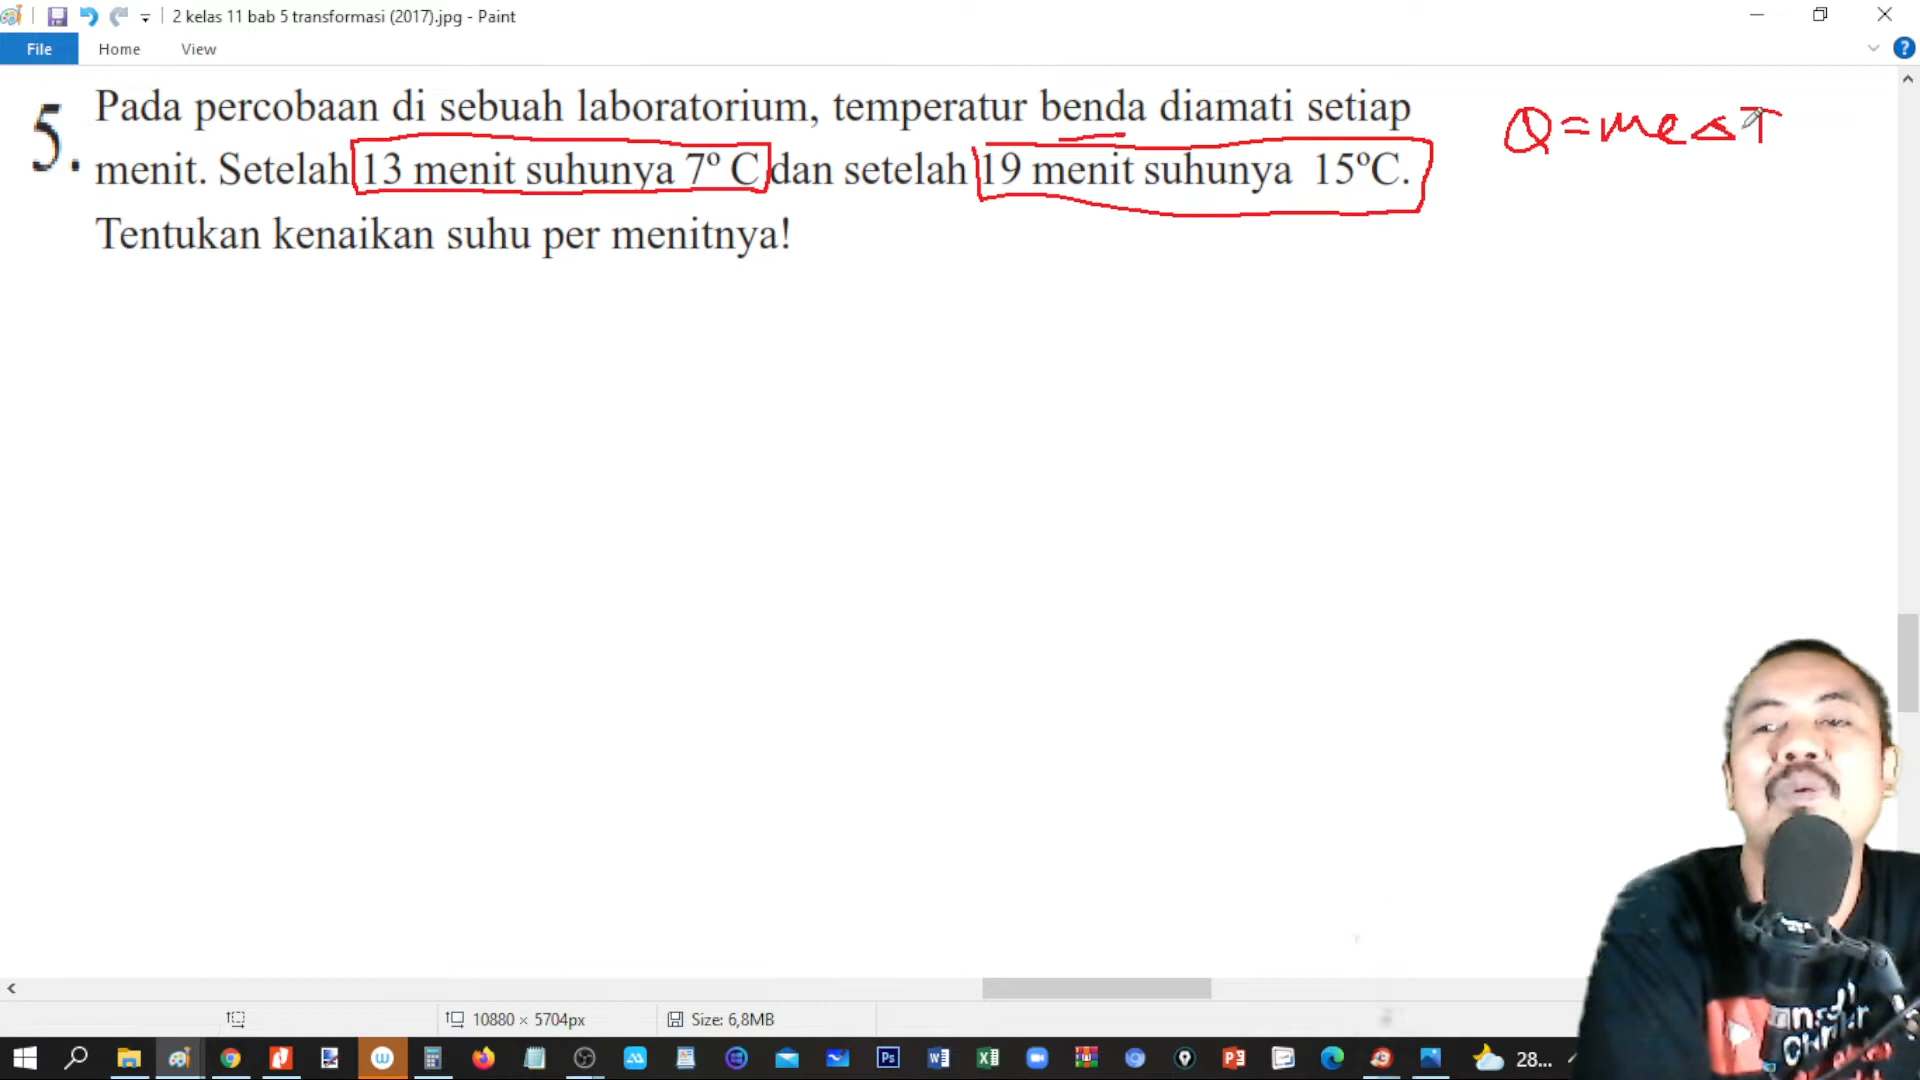 2 kelas 11 bab 5 transformasi (2017).jpg - Paint
File Home View
5. Pada percobaan di sebuah laboratorium, temperatur benda diamati setiap
menit. Setelah 13 menit suhunya 7º C dan setelah 19 menit suhunya 15ºC.
Tentukan kenaikan suhu per menitnya!
Q = mcΔT
10880 × 5704px
Size: 6,8MB
28...